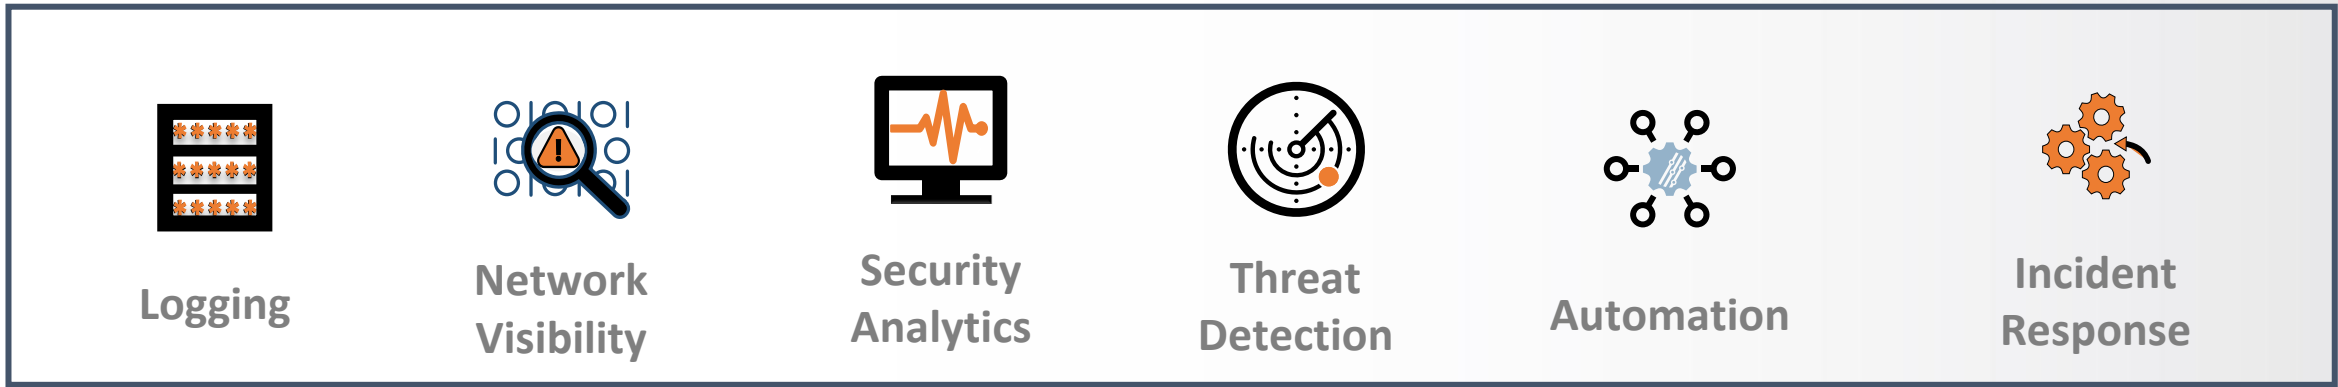 Logging
Network
Visibility
Security
Analytics
Threat
Detection
Automation
Incident
Response